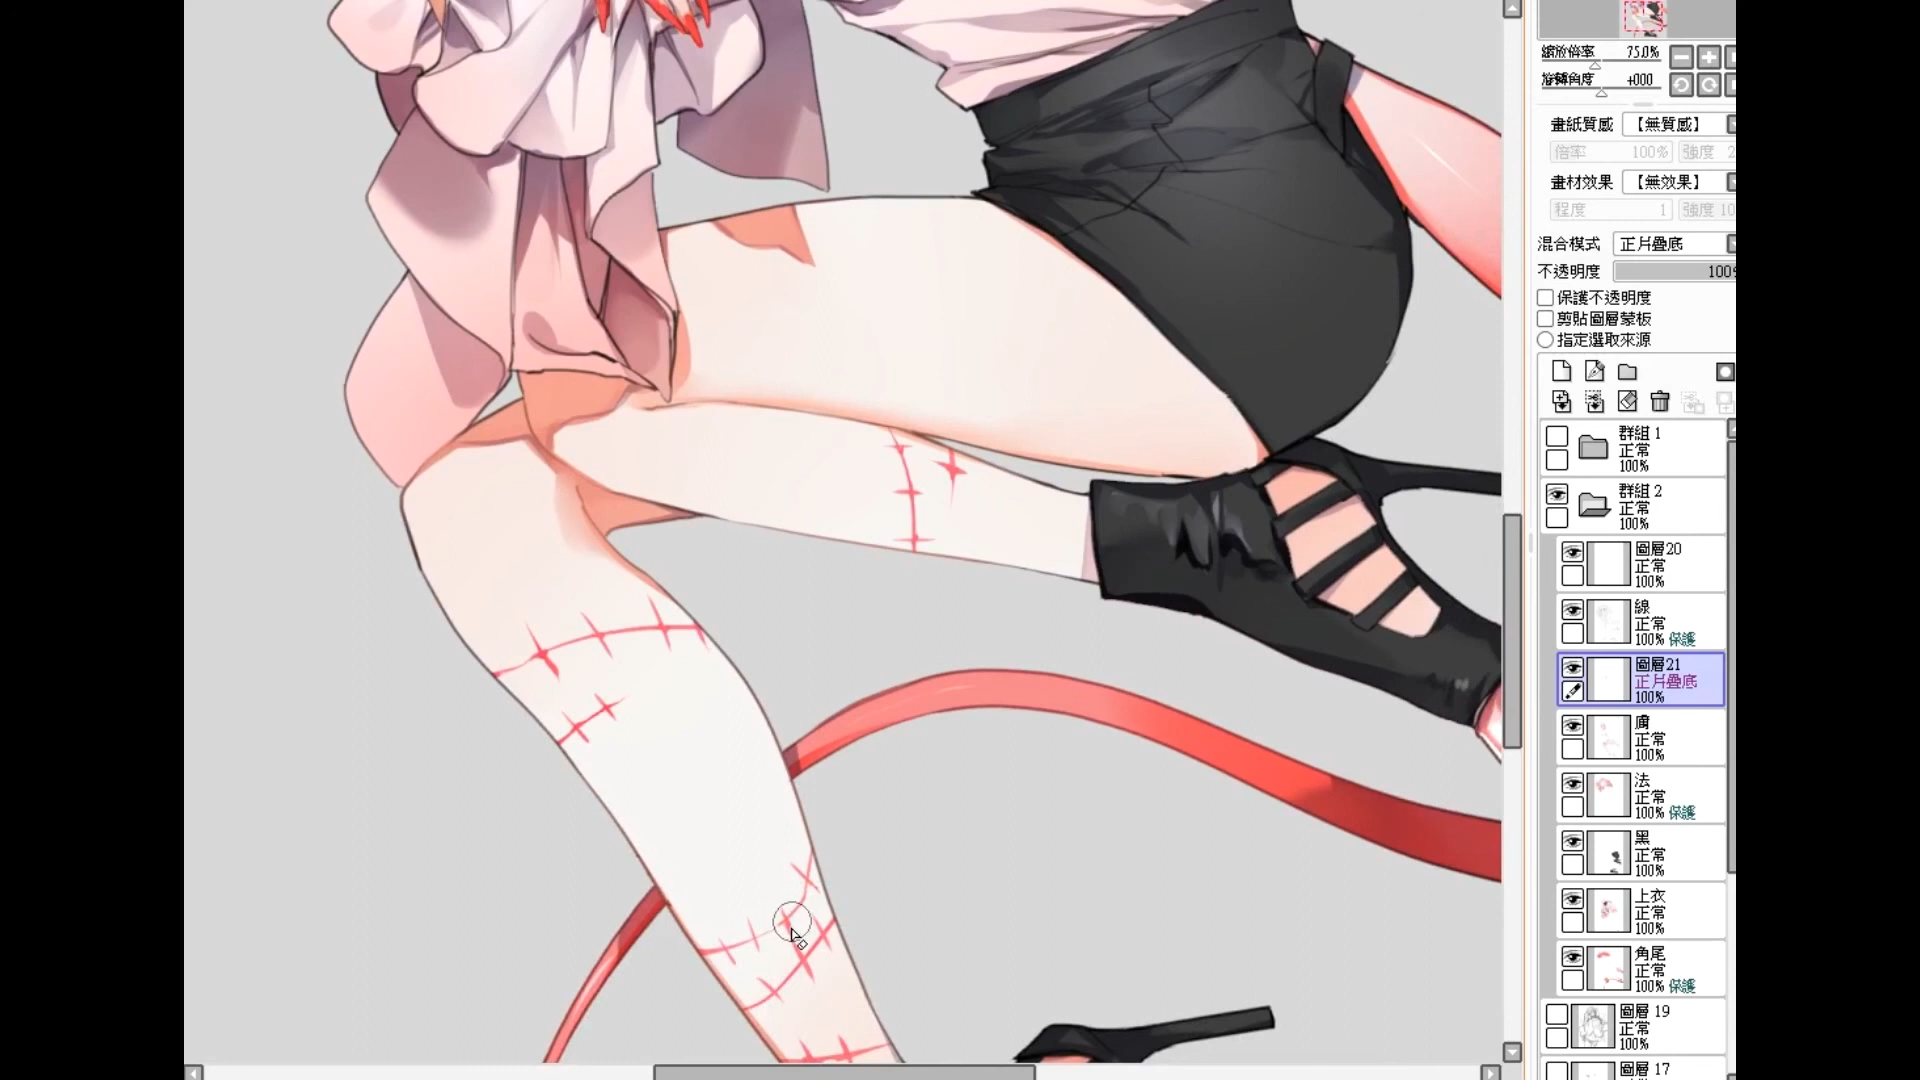 縮放倍率 75.0%
旋轉角度 +000
畫紙質感 【無質感】
倍率 100% 強度 2
畫材效果 【無效果】
程度 1 強度 10
混合模式 正片疊底
不透明度 100%
保護不透明度
剪貼圖層蒙板
指定選取來源
群組 1
正常
100%
群組 2
正常
100%
圖層20
正常
100%
線
正常
100% 保護
圖層21
正片疊底
100%
膚
正常
100%
法
正常
100% 保護
黑
正常
100%
上衣
正常
100%
角尾
正常
100% 保護
圖層 19
正常
100%
圖層 17